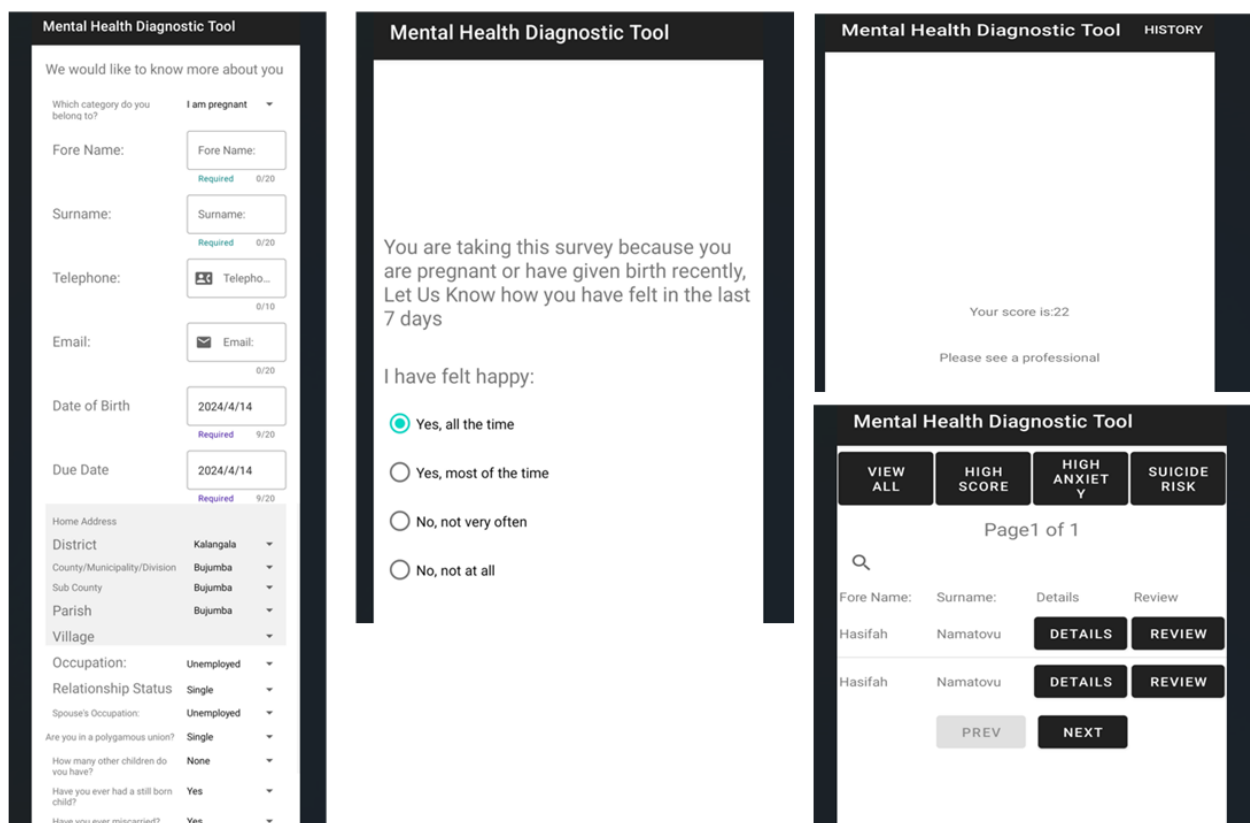 Mental Health Diagnostic Tool
We would like to know more about you
Which category do you
belong to?
I am pregnant
Fore Name:
Fore Name:
Required 0/20
Surname:
Surname:
Required 0/20
Telephone:
Telepho...
0/10
Email:
Email:
0/20
Date of Birth
2024/4/14
Required 9/20
Due Date
2024/4/14
Required 9/20
Home Address
District Kalangala
County/Municipality/Division Bujumba
Sub County Bujumba
Parish Bujumba
Village
Occupation: Unemployed
Relationship Status Single
Spouse's Occupation: Unemployed
Are you in a polygamous union? Single
How many other children do
you have?
None
Have you ever had a still born
child?
Yes
Have you ever miscarried? Yes
Mental Health Diagnostic Tool
You are taking this survey because you
are pregnant or have given birth recently,
Let Us Know how you have felt in the last
7 days
I have felt happy:
Yes, all the time
Yes, most of the time
No, not very often
No, not at all
Mental Health Diagnostic Tool HISTORY
Your score is:22
Please see a professional
Mental Health Diagnostic Tool
VIEW
ALL
HIGH
SCORE
HIGH
ANXIET
Y
SUICIDE
RISK
Page1 of 1
Fore Name: Surname: Details Review
Hasifah Namatovu DETAILS REVIEW
Hasifah Namatovu DETAILS REVIEW
PREV NEXT